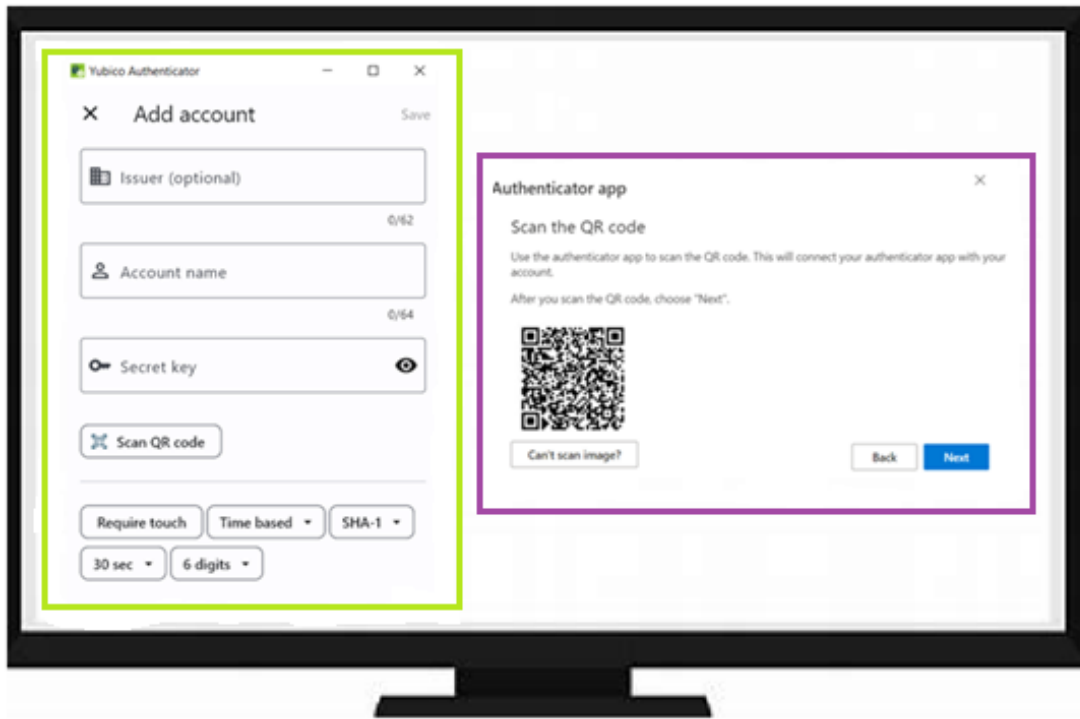 Yubico Authenticator
Add account
Save
Issuer (optional)
0/62
Account name
0/64
Secret key
Scan QR code
Require touch
Time based
SHA-1
30 sec
6 digits
Authenticator app
Scan the QR code
Use the authenticator app to scan the QR code. This will connect your authenticator app with your
account.
After you scan the QR code, choose "Next".
Can't scan image?
Back
Next